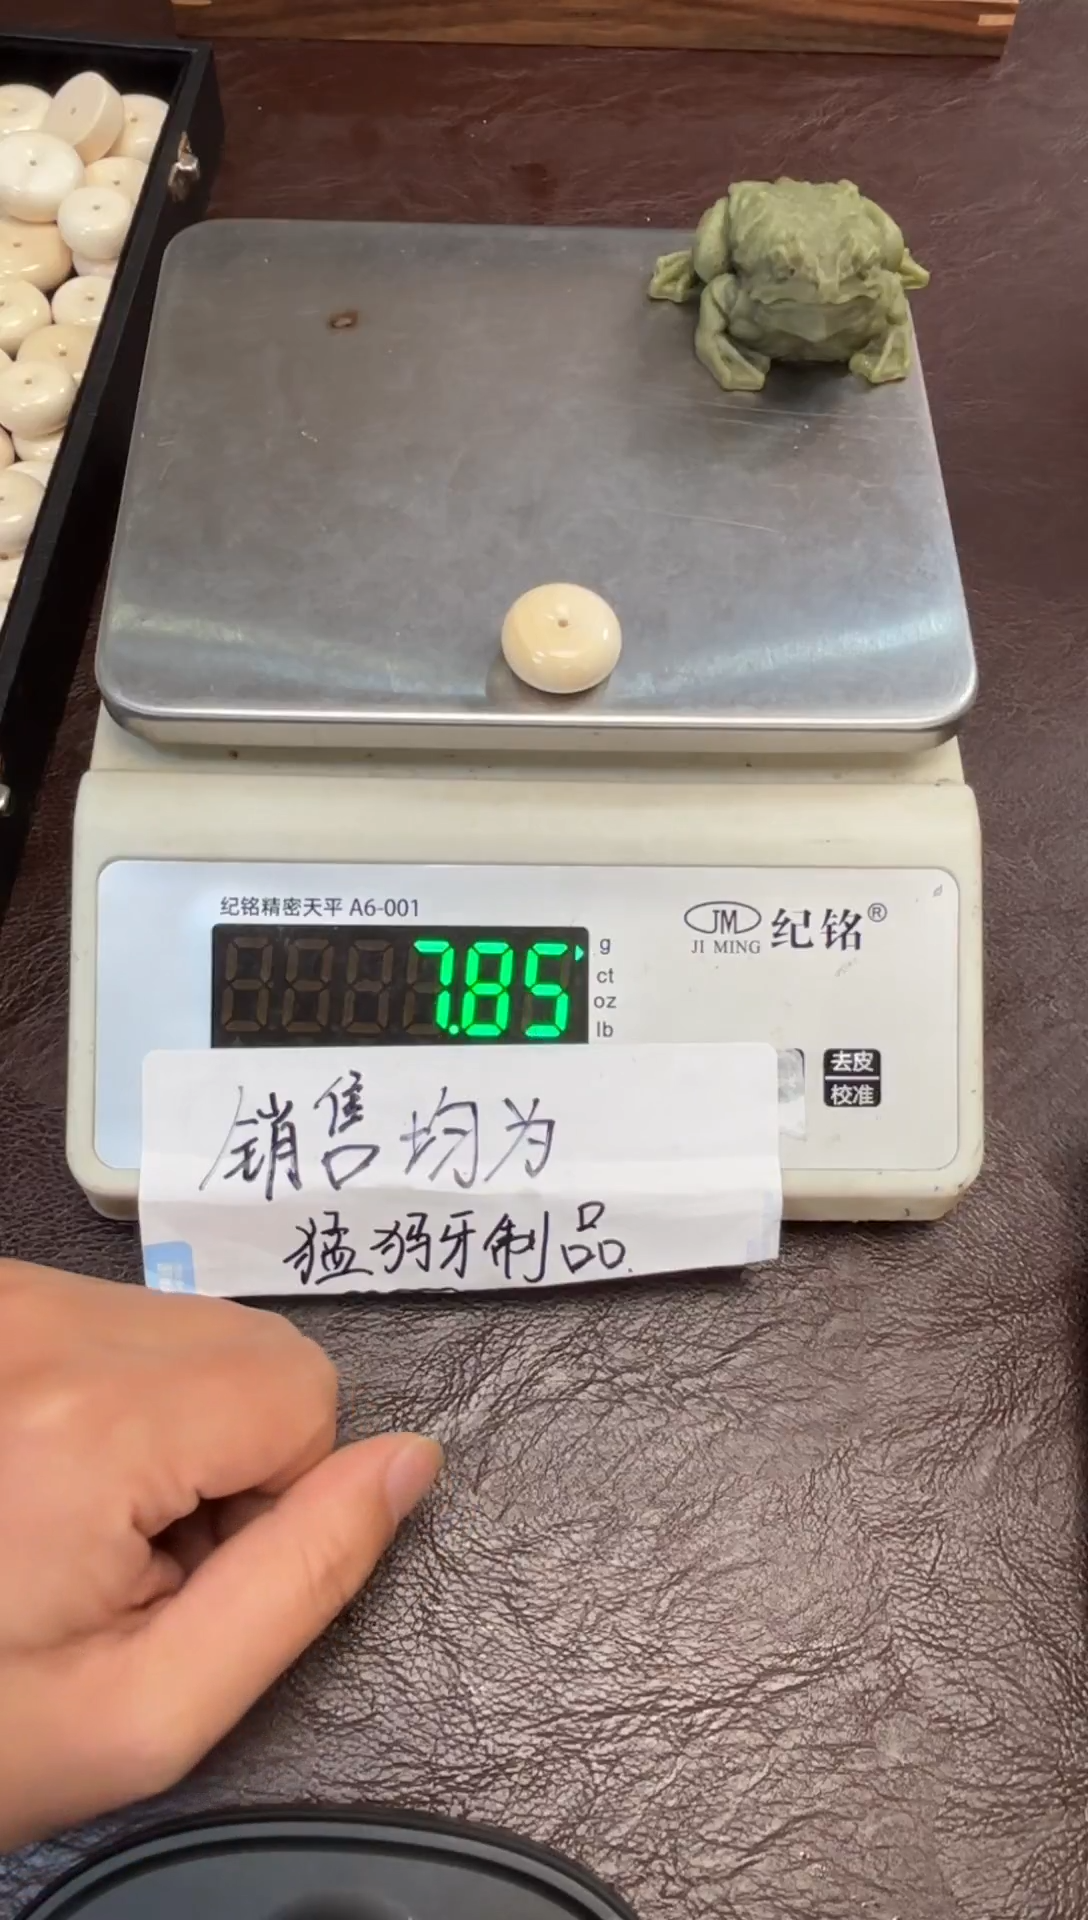 纪铭精密天平 A6-001
JM
JI MING
纪铭®
7.85
g
ct
oz
lb
去皮
校准
销售均为
猛犸牙制品.